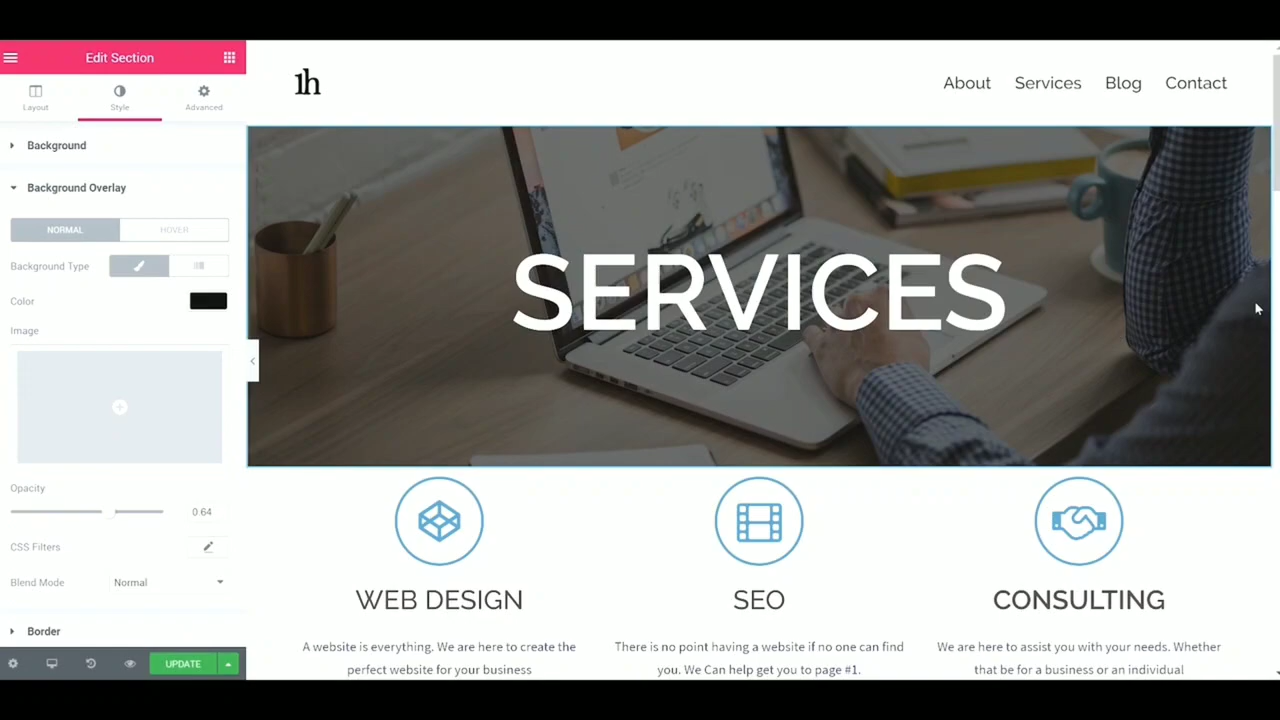 Edit Section
Layout
Style
Advanced
Background
Background Overlay
NORMAL
HOVER
Background Type
Color
Image
Opacity
0.64
CSS Filters
Blend Mode
Normal
Border
UPDATE
1h
About
Services
Blog
Contact
SERVICES
WEB DESIGN
A website is everything. We are here to create the
perfect website for your business
SEO
There is no point having a website if no one can find
you. We Can help get you to page #1.
CONSULTING
We are here to assist you with your needs. Whether
that be for a business or an individual